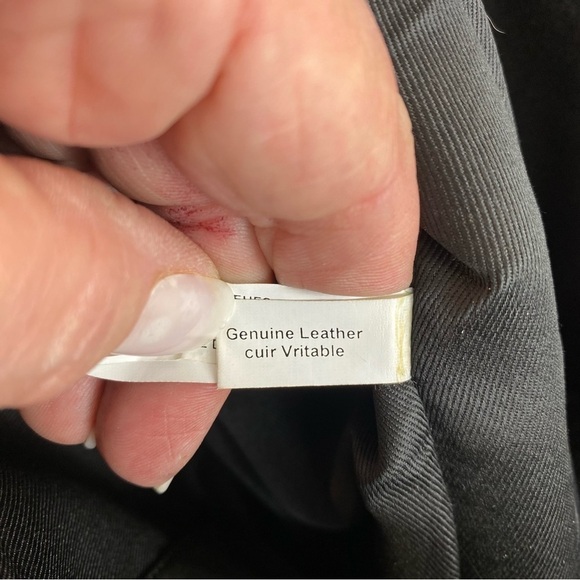 Genuine Leather
cuir Vritable